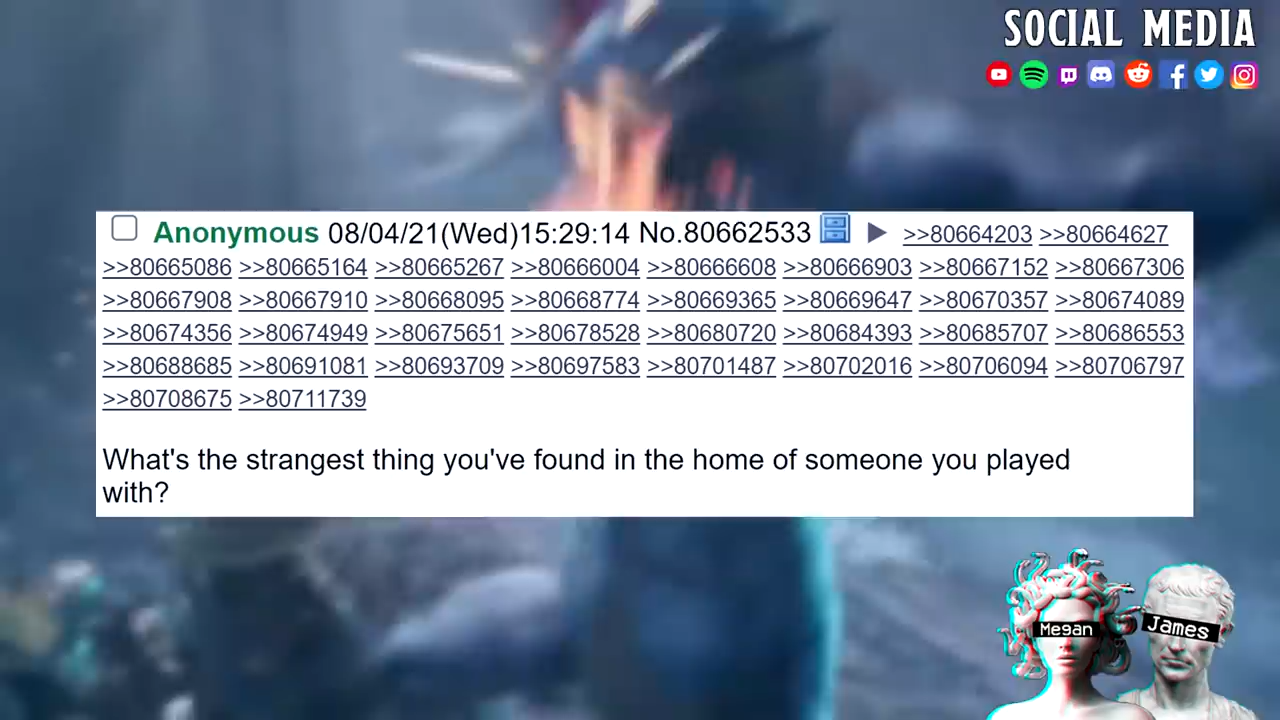 SOCIAL MEDIA
Anonymous 08/04/21(Wed)15:29:14 No.80662533 >>80664203 >>80664627
>>80665086 >>80665164 >>80665267 >>80666004 >>80666608 >>80666903 >>80667152 >>80667306
>>80667908 >>80667910 >>80668095 >>80668774 >>80669365 >>80669647 >>80670357 >>80674089
>>80674356 >>80674949 >>80675651 >>80678528 >>80680720 >>80684393 >>80685707 >>80686553
>>80688685 >>80691081 >>80693709 >>80697583 >>80701487 >>80702016 >>80706094 >>80706797
>>80708675 >>80711739
What's the strangest thing you've found in the home of someone you played
with?
Megan
James